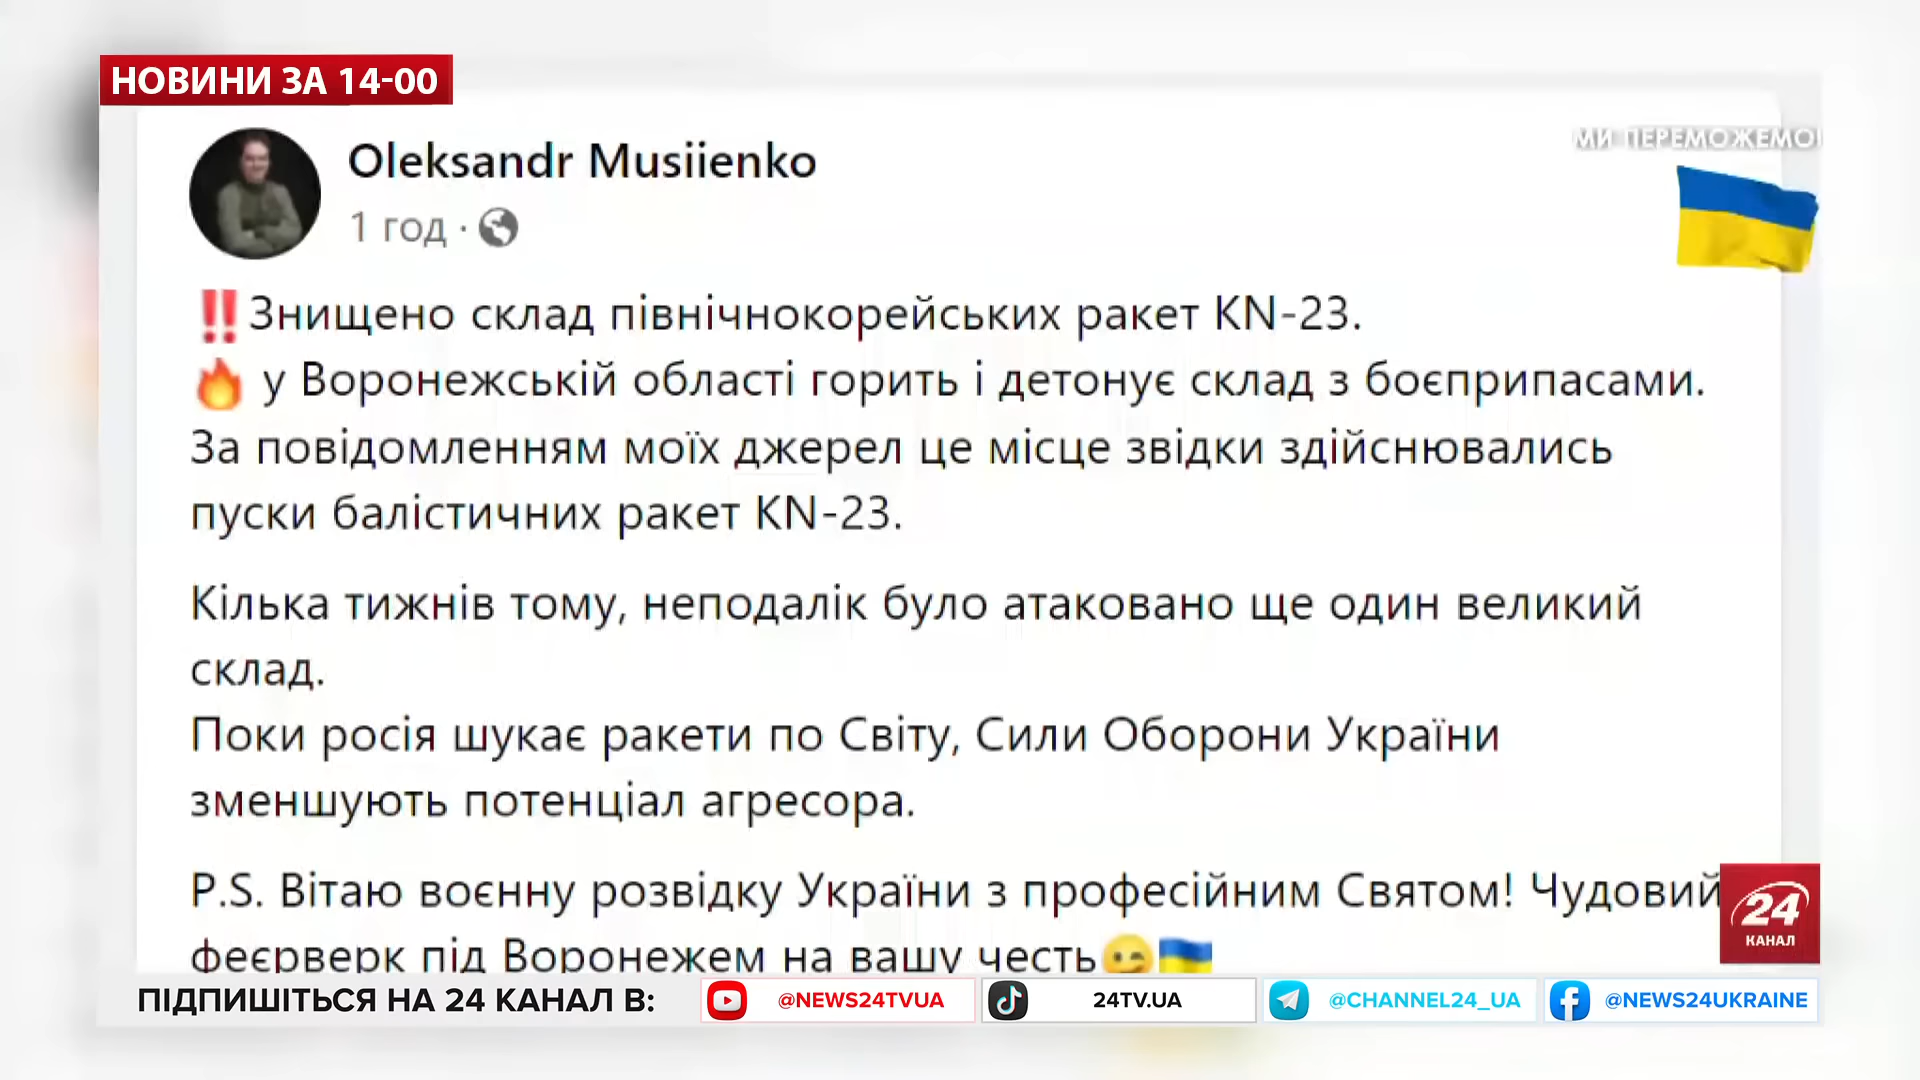 НОВИНИ ЗА 14-00
Oleksandr Musiienko
1 год ·
МИ ПЕРЕМОЖЕМО!
‼Знищено склад північнокорейських ракет KN-23.
🔥 у Воронежській області горить і детонує склад з боєприпасами.
За повідомленням моїх джерел це місце звідки здійснювались
пуски балістичних ракет KN-23.
Кілька тижнів тому, неподалік було атаковано ще один великий
склад.
Поки росія шукає ракети по Світу, Сили Оборони України
зменшують потенціал агресора.
P.S. Вітаю воєнну розвідку України з професійним Святом! Чудовий
феєрверк під Воронежем на вашу честь😉🇺🇦
24
КАНАЛ
ПІДПИШІТЬСЯ НА 24 КАНАЛ В:
@NEWS24TVUA
24TV.UA
@CHANNEL24_UA
@NEWS24UKRAINE